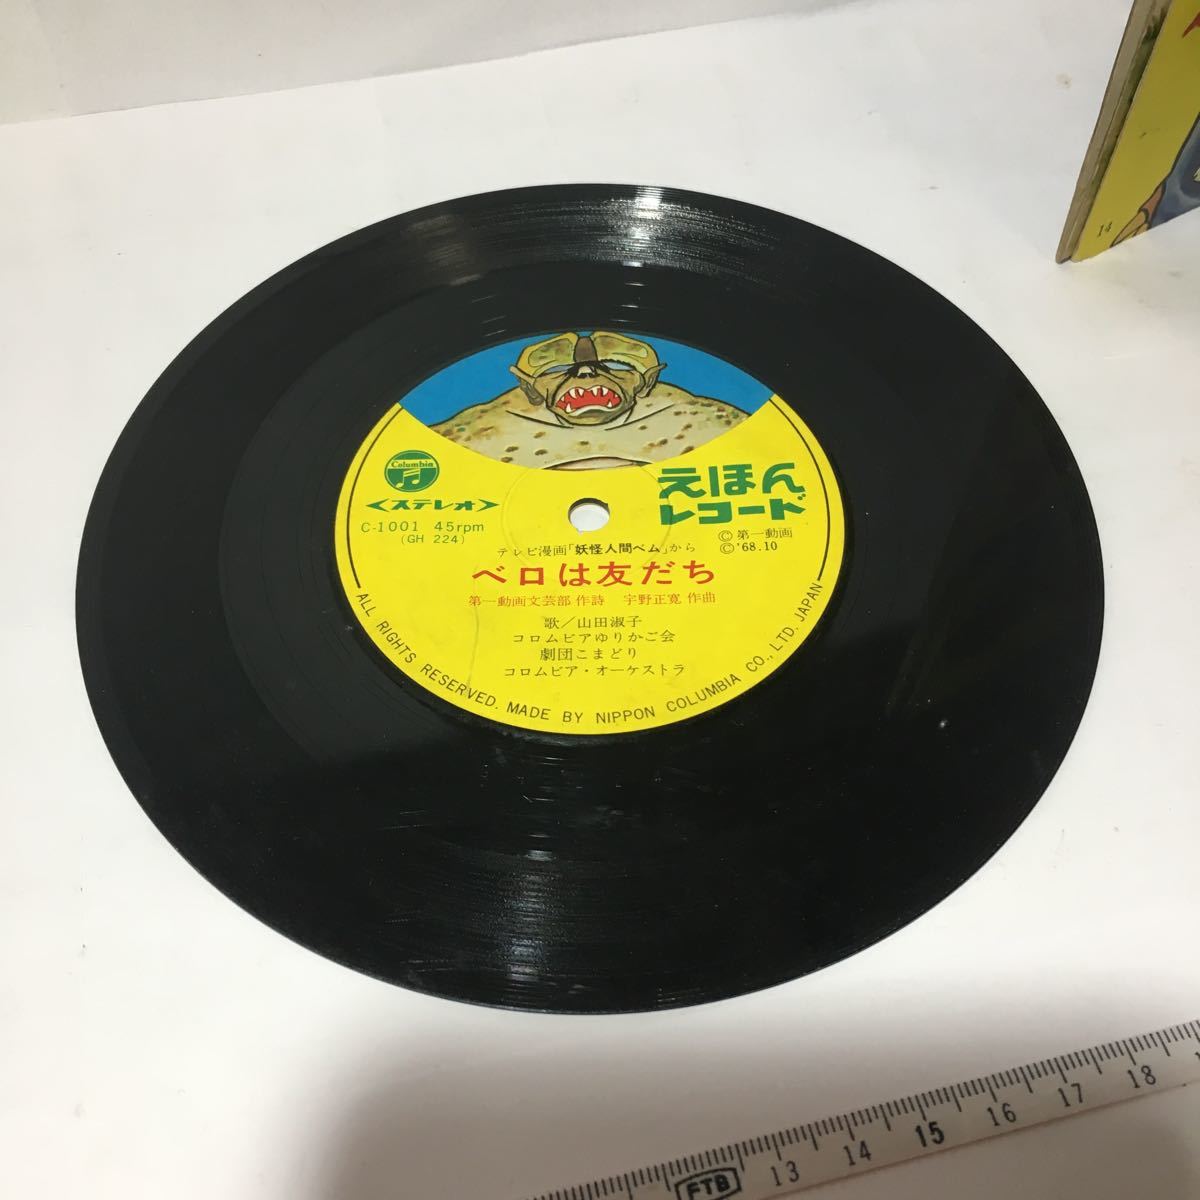 Columbia
<ステレオ>
C-1001 45rpm
(GH 224)
えほん
レコード
©第一動画
©'68.10
テレビ漫画「妖怪人間ベム」から
ベロは友だち
第一動画文芸部 作詩 宇野正寛 作曲
歌/山田淑子
コロムビアゆりかご会
劇団こまどり
コロムビア・オーケストラ
ALL RIGHTS RESERVED. MADE BY NIPPON COLUMBIA CO., LTD. JAPAN
14
FTB 13 14 15 16 17 18